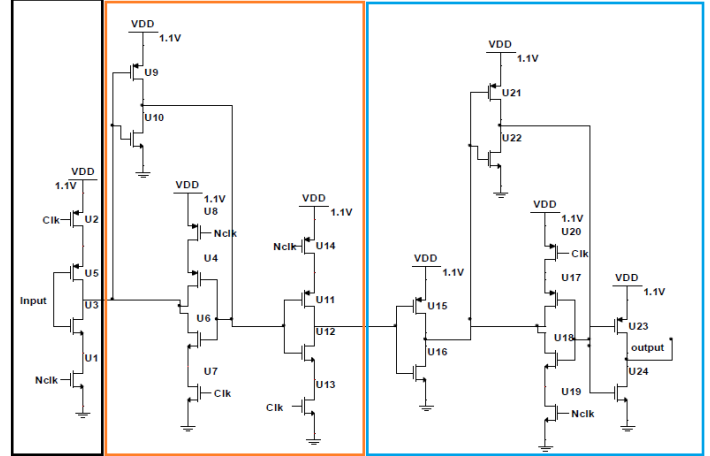 VDD
1.1V
U9
U10
VDD
1.1V
U2
Clk
U5
Input
U3
U1
Nclk
VDD
1.1V
U8
Nclk
U4
U6
U7
Clk
VDD
1.1V
Nclk
U14
U11
U12
U13
Clk
VDD
1.1V
U15
U16
VDD
1.1V
U21
U22
VDD
1.1V
U20
Clk
U17
U18
U19
Nclk
VDD
1.1V
U23
output
U24